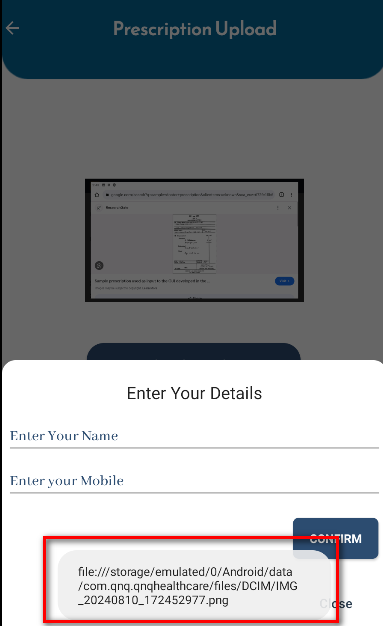 Prescription Upload
Enter Your Details
Enter Your Name
Enter your Mobile
CONFIRM
file:///storage/emulated/0/Android/data
/com.qnq.qnqhealthcare/files/DCIM/IMG
_20240810_172452977.png
Close